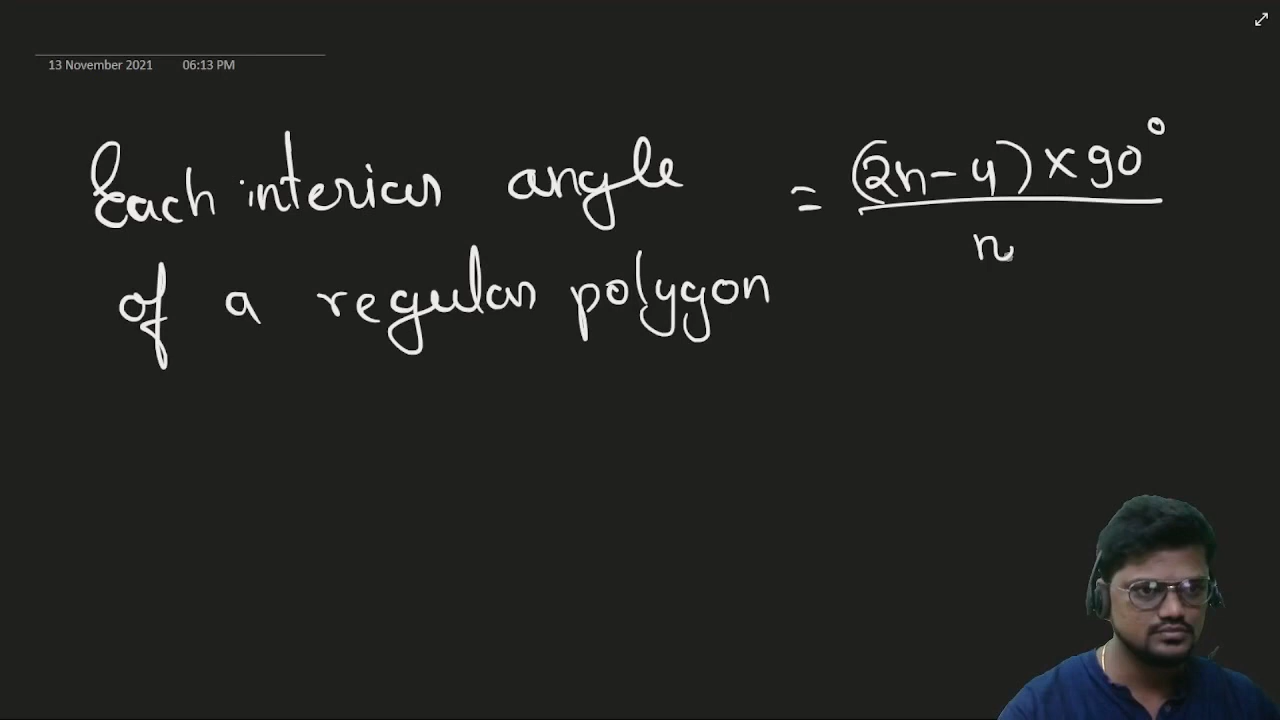 13 November 2021 06:13 PM
Each interior angle = (2n-4) × 90°
n
of a regular polygon